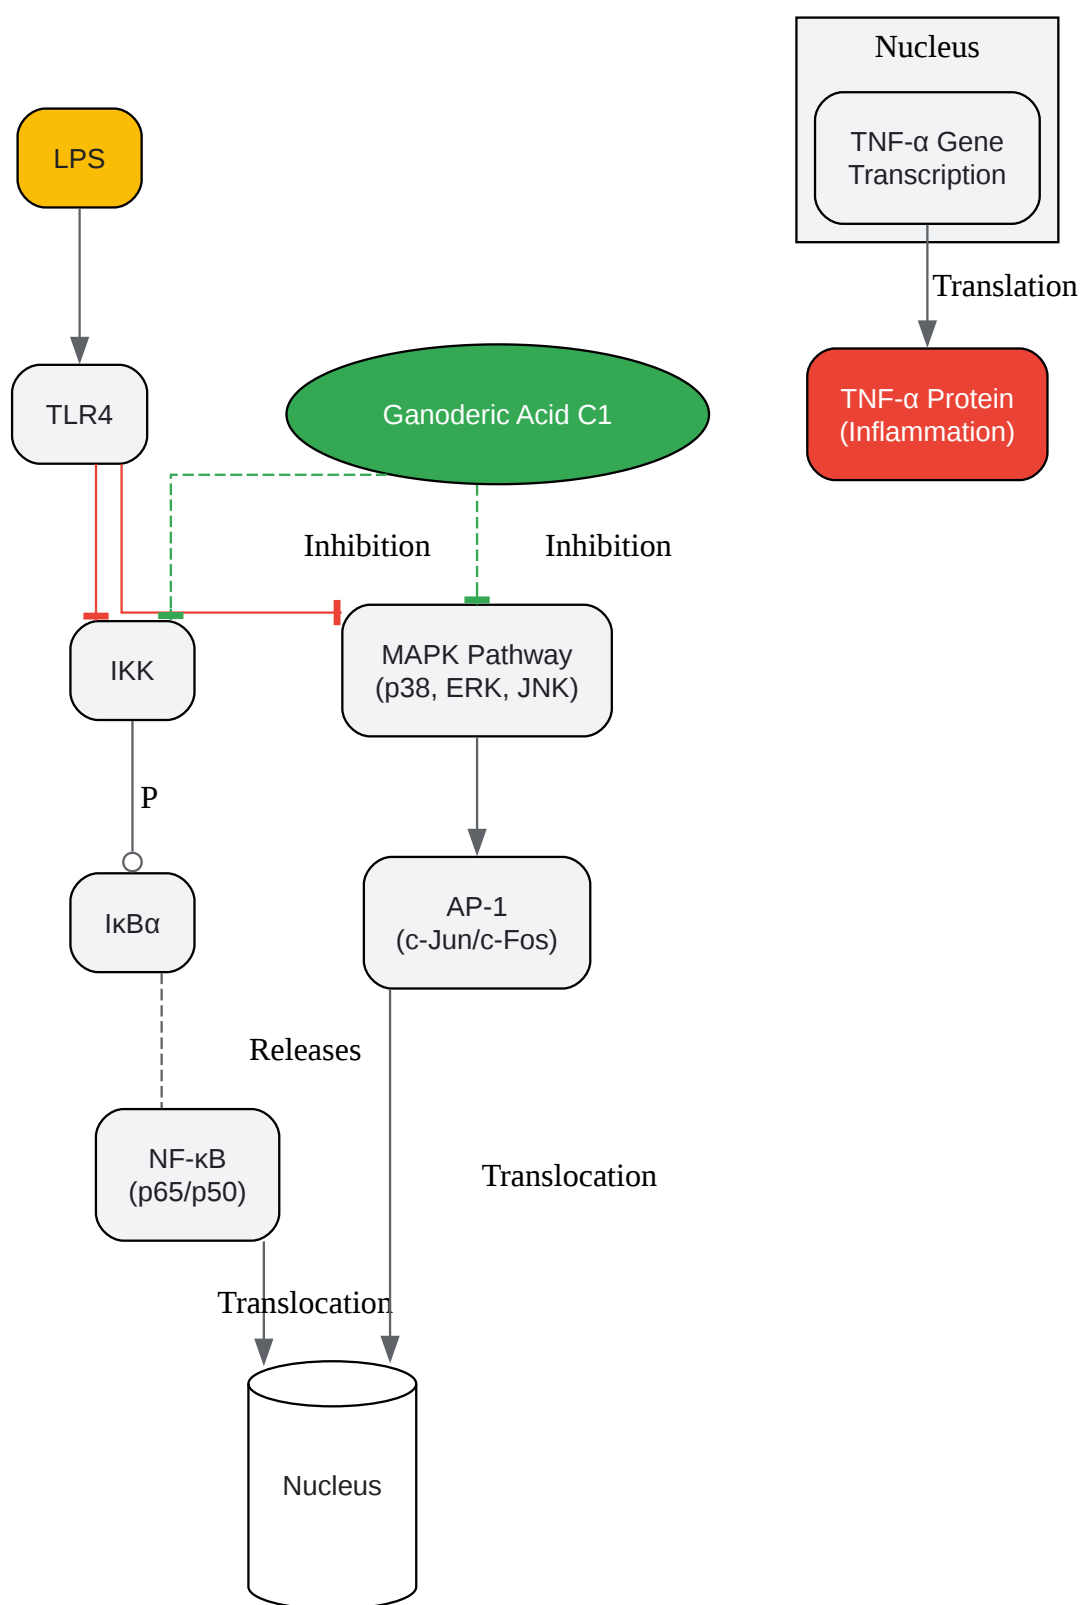 Nucleus
TNF-α Gene
Transcription
LPS
Translation
TLR4
Ganoderic Acid C1
TNF-α Protein
(Inflammation)
Inhibition
Inhibition
IKK
MAPK Pathway
(p38, ERK, JNK)
P
IκBα
AP-1
(c-Jun/c-Fos)
Releases
NF-κB
(p65/p50)
Translocation
Translocation
Nucleus